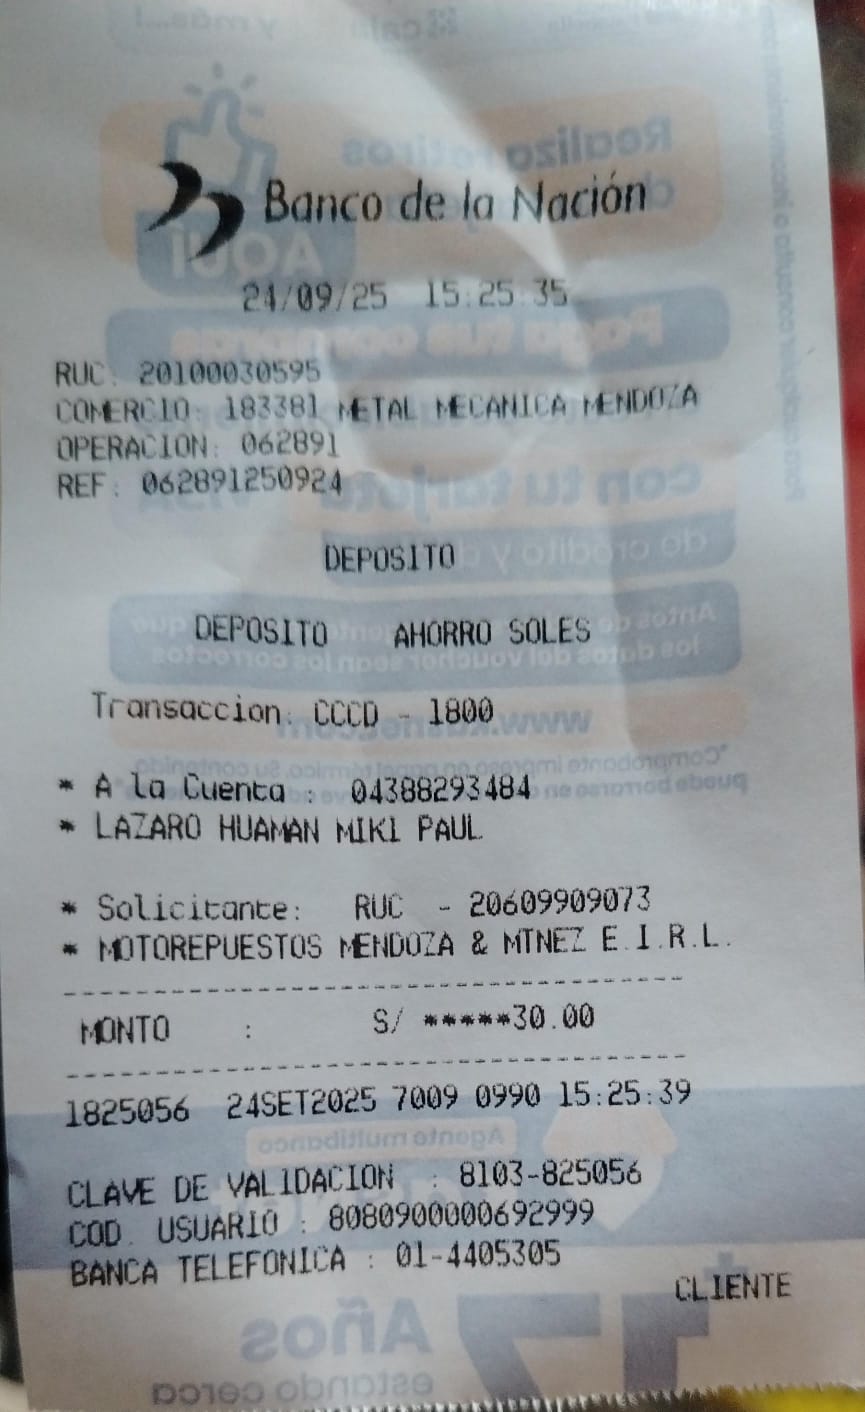 Banco de la Nación
24/09/25 15:25:35
RUC: 20100030595
COMERCIO: 183381 METAL MECANICA MENDOZA
OPERACION: 062891
REF: 062891250924
DEPOSITO
DEPOSITO AHORRO SOLES
Transaccion: CCCD - 1800
* A la Cuenta : 04388293484
* LAZARO HUAMAN MIKI PAUL
* Solicitante: RUC - 20609909073
* MOTOREPUESTOS MENDOZA & MTNEZ E.I.R.L.
MONTO : S/ *****30.00
1825056 24SET2025 7009 0990 15:25:39
CLAVE DE VALIDACION : 8103-825056
COD. USUARIO : 8080900000692999
BANCA TELEFONICA : 01-4405305
CLIENTE